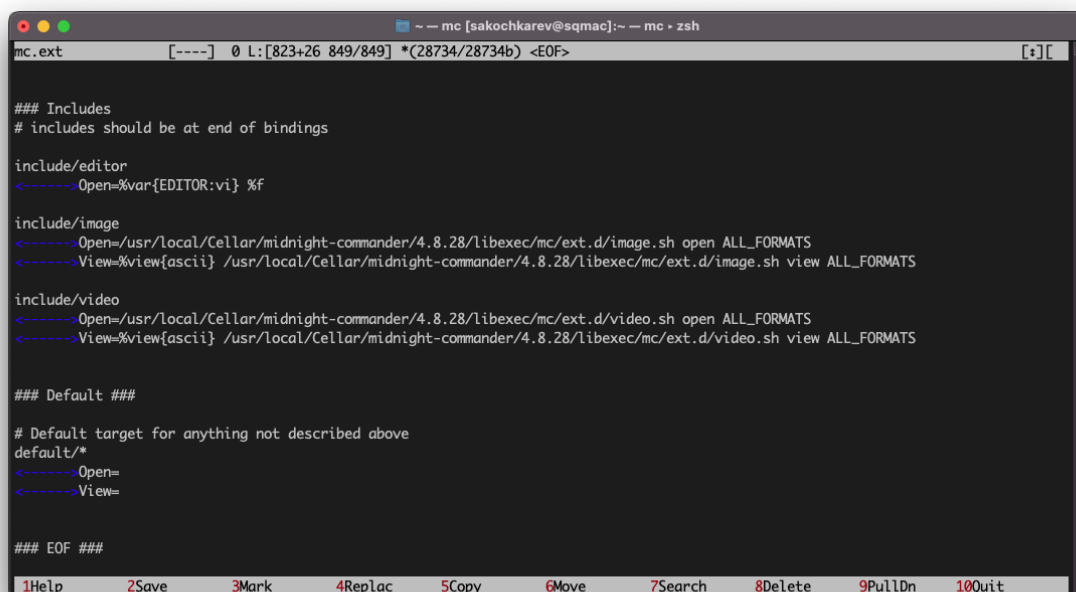 ~ — mc [sakochkarev@sqmac]:~ — mc ▸ zsh
mc.ext [----] 0 L:[823+26 849/849] *(28734/28734b) <EOF> [↕][
### Includes
# includes should be at end of bindings
include/editor
<------>Open=%var{EDITOR:vi} %f
include/image
<------>Open=/usr/local/Cellar/midnight-commander/4.8.28/libexec/mc/ext.d/image.sh open ALL_FORMATS
<------>View=%view{ascii} /usr/local/Cellar/midnight-commander/4.8.28/libexec/mc/ext.d/image.sh view ALL_FORMATS
include/video
<------>Open=/usr/local/Cellar/midnight-commander/4.8.28/libexec/mc/ext.d/video.sh open ALL_FORMATS
<------>View=%view{ascii} /usr/local/Cellar/midnight-commander/4.8.28/libexec/mc/ext.d/video.sh view ALL_FORMATS
### Default ###
# Default target for anything not described above
default/*
<------>Open=
<------>View=
### EOF ###
1Help 2Save 3Mark 4Replac 5Copy 6Move 7Search 8Delete 9PullDn 10Quit